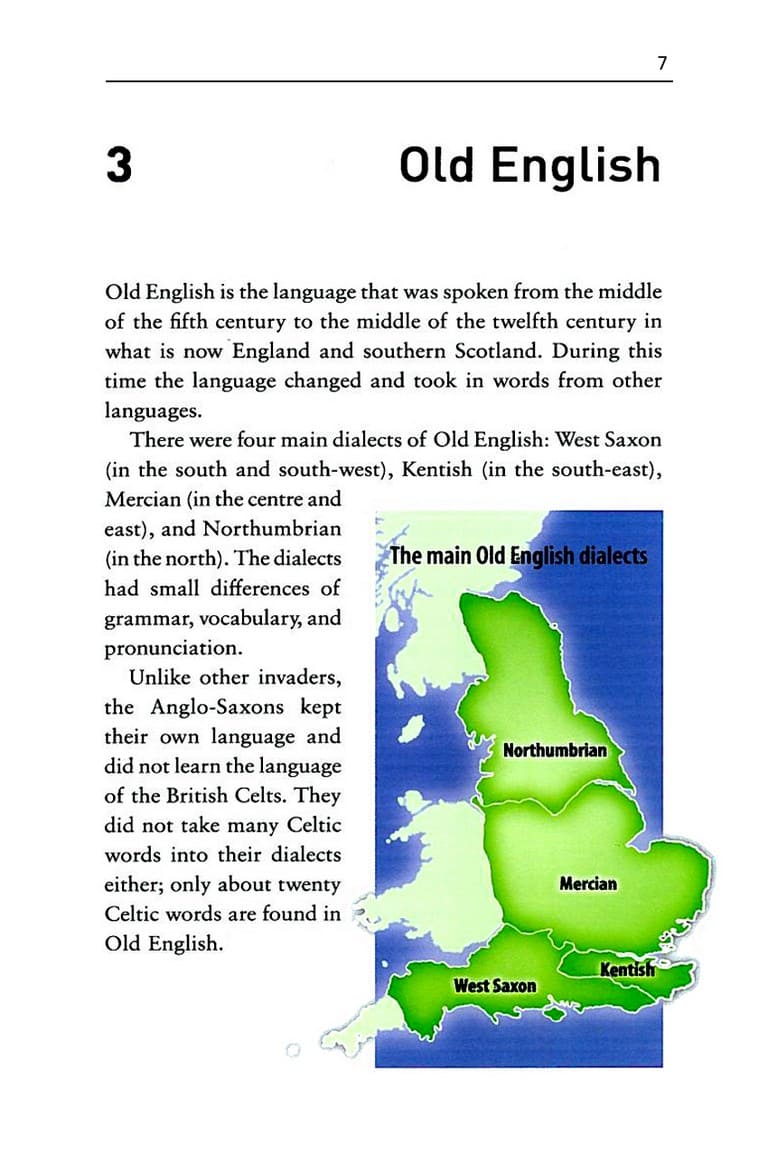 7
3 Old English
Old English is the language that was spoken from the middle
of the fifth century to the middle of the twelfth century in
what is now England and southern Scotland. During this
time the language changed and took in words from other
languages.
There were four main dialects of Old English: West Saxon
(in the south and south-west), Kentish (in the south-east),
Mercian (in the centre and
east), and Northumbrian
(in the north). The dialects
had small differences of
grammar, vocabulary, and
pronunciation.
Unlike other invaders,
the Anglo-Saxons kept
their own language and
did not learn the language
of the British Celts. They
did not take many Celtic
words into their dialects
either; only about twenty
Celtic words are found in
Old English.
The main Old English dialects
Northumbrian
Mercian
Kentish
West Saxon